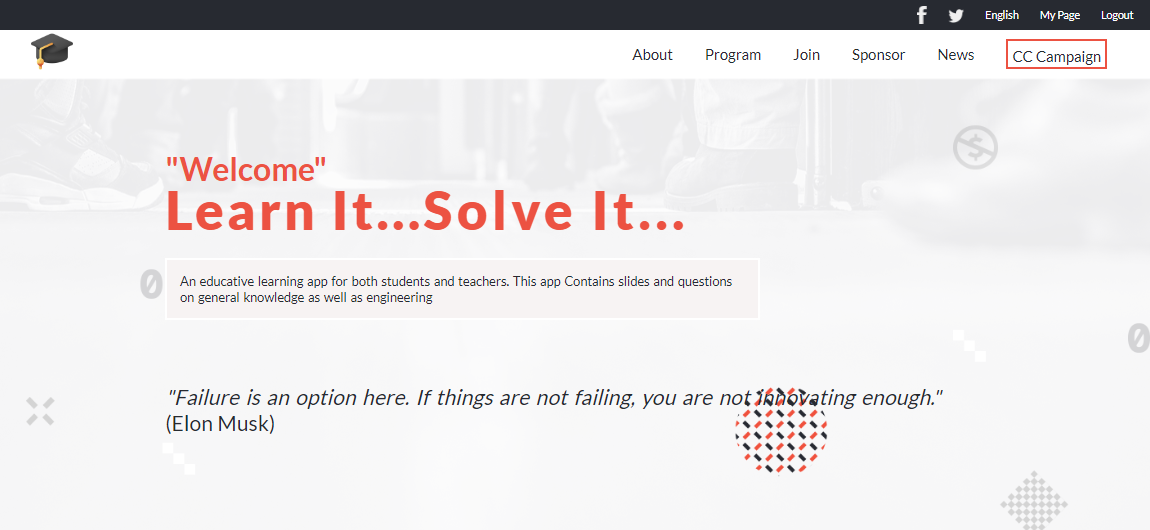 English My Page Logout
About Program Join Sponsor News CC Campaign
"Welcome"
Learn It...Solve It...
An educative learning app for both students and teachers. This app Contains slides and questions
on general knowledge as well as engineering
"Failure is an option here. If things are not failing, you are not innovating enough."
(Elon Musk)